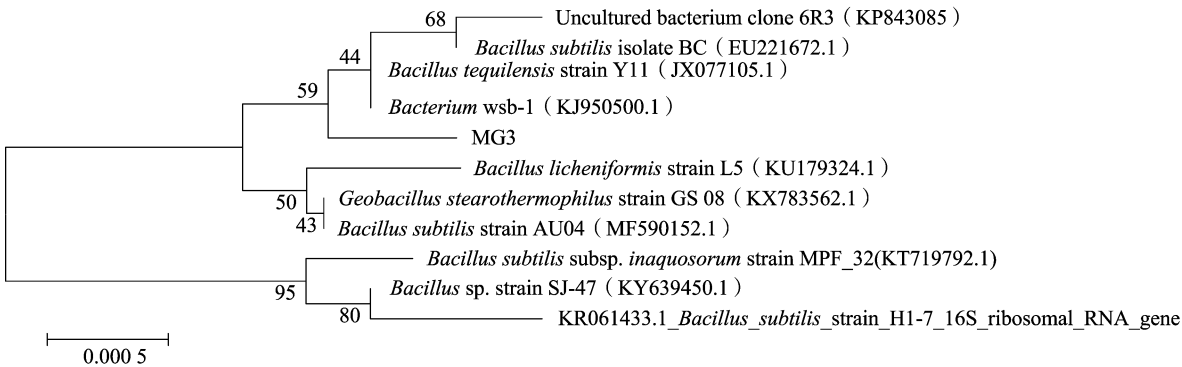 68
Uncultured bacterium clone 6R3（KP843085）
Bacillus subtilis isolate BC（EU221672.1）
44
Bacillus tequilensis strain Y11（JX077105.1）
59
Bacterium wsb-1（KJ950500.1）
MG3
Bacillus licheniformis strain L5（KU179324.1）
50
Geobacillus stearothermophilus strain GS 08（KX783562.1）
43
Bacillus subtilis strain AU04（MF590152.1）
Bacillus subtilis subsp. inaquosorum strain MPF_32(KT719792.1)
95
Bacillus sp. strain SJ-47（KY639450.1）
80
KR061433.1_Bacillus_subtilis_strain_H1-7_16S_ribosomal_RNA_gene
0.000 5